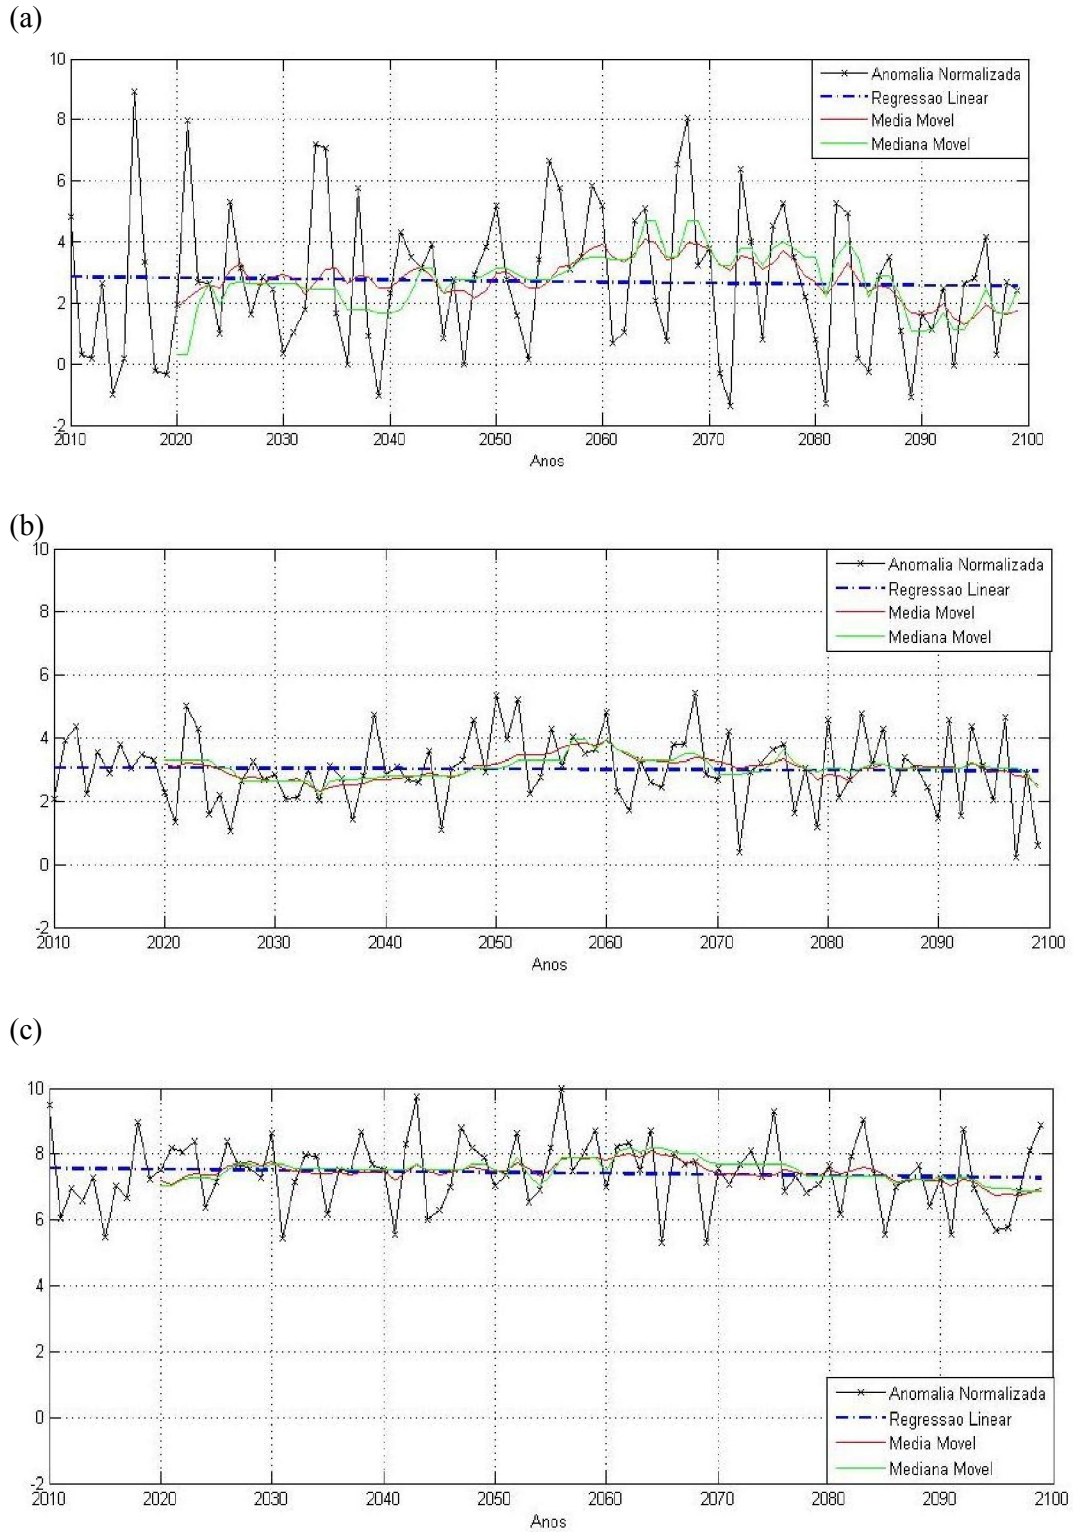 (a)
10
8
6
4
2
0
-2
2010 2020 2030 2040 2050 2060 2070 2080 2090 2100
Anos
Anomalia Normalizada
Regressao Linear
Media Movel
Mediana Movel
(b)
10
8
6
4
2
0
-2
2010 2020 2030 2040 2050 2060 2070 2080 2090 2100
Anos
Anomalia Normalizada
Regressao Linear
Media Movel
Mediana Movel
(c)
10
8
6
4
2
0
-2
2010 2020 2030 2040 2050 2060 2070 2080 2090 2100
Anos
Anomalia Normalizada
Regressao Linear
Media Movel
Mediana Movel